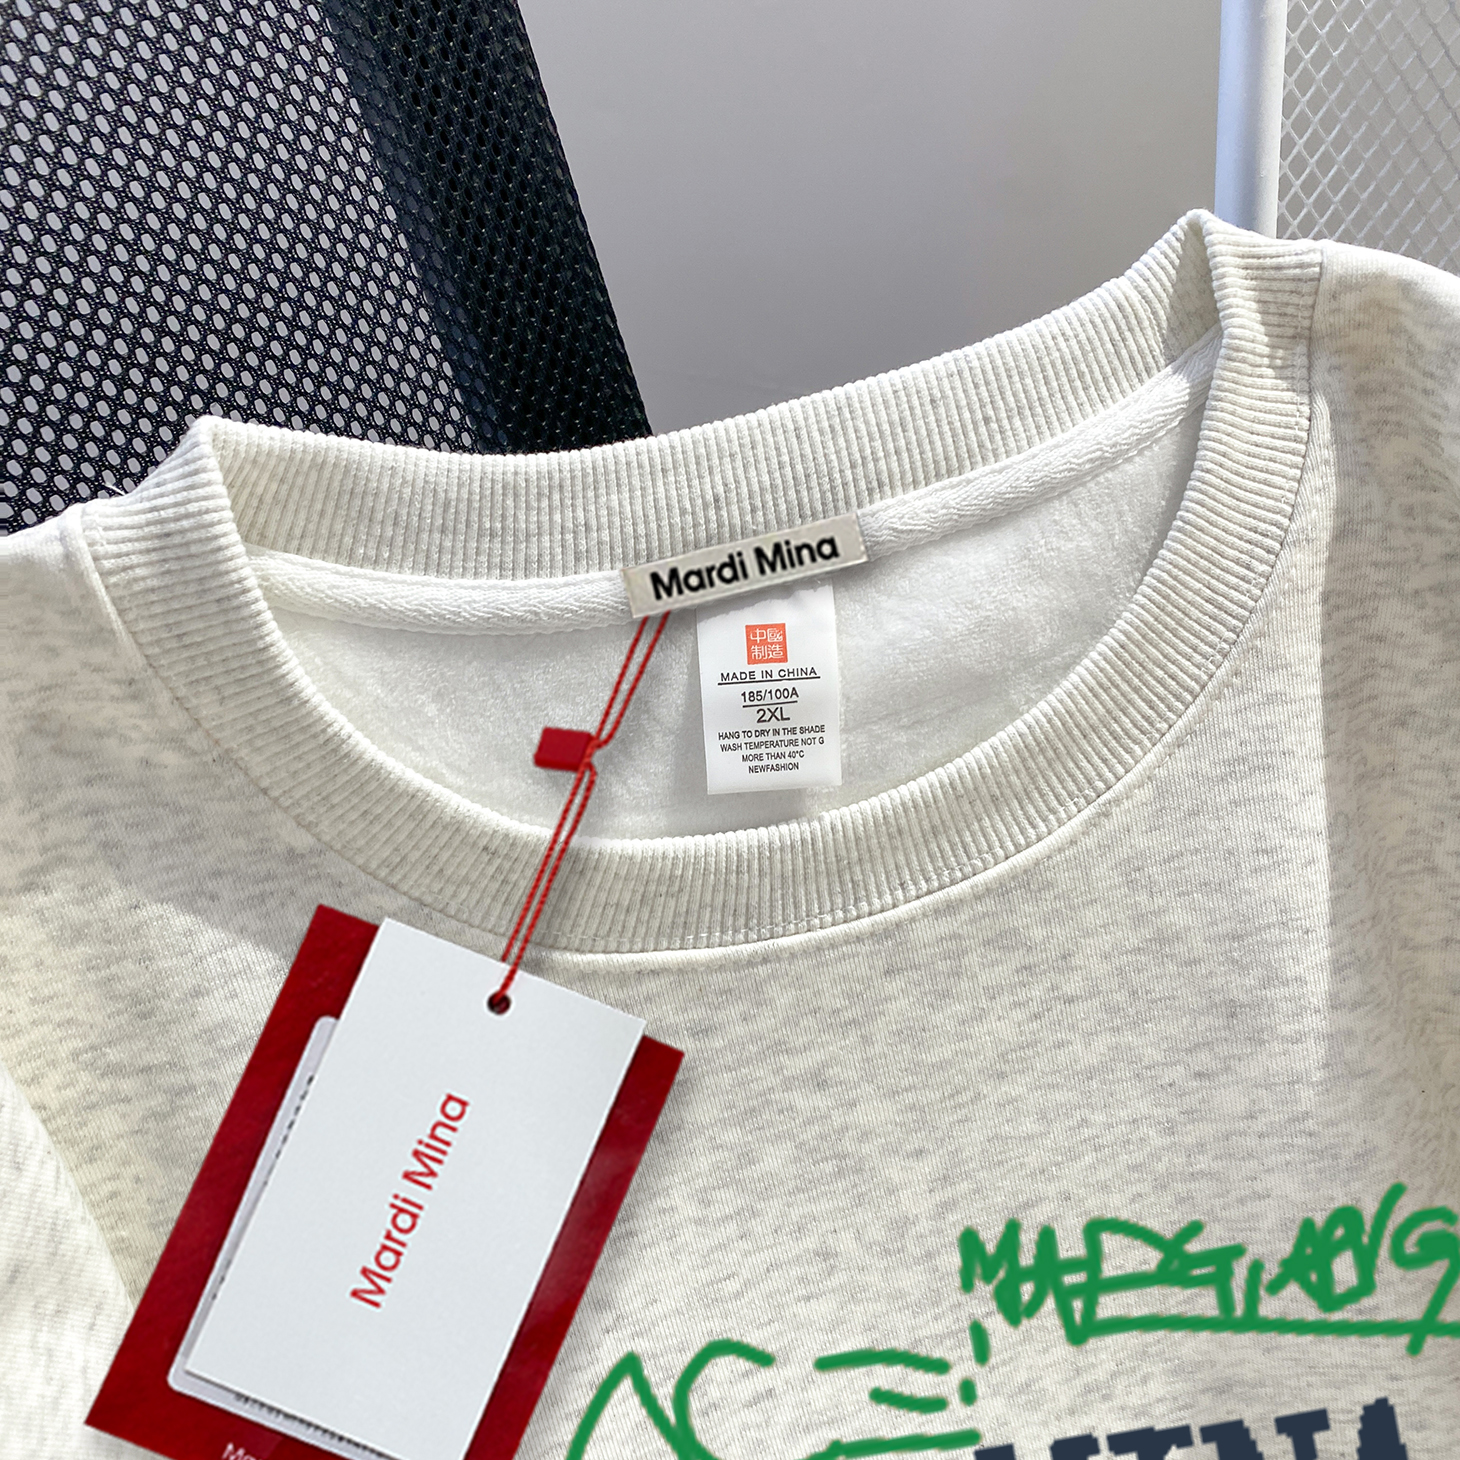 Mardi Mina
中國
制造
MADE IN CHINA
185/100A
2XL
HANG TO DRY IN THE SHADE
WASH TEMPERATURE NOT G
MORE THAN 40°C
NEWFASHION
Mardi Mina